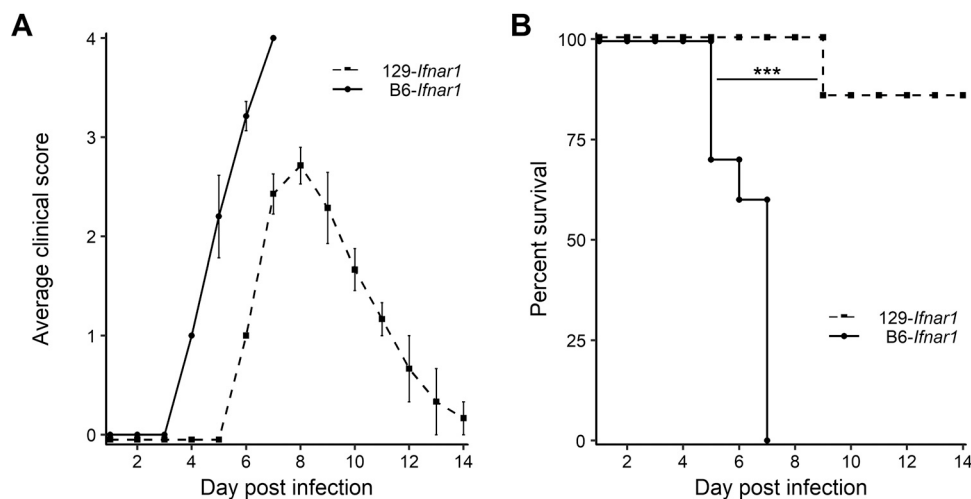 A
Average clinical score
4
3
2
1
0
2 4 6 8 10 12 14
Day post infection
129-Ifnar1
B6-Ifnar1
B
Percent survival
100
75
50
25
0
2 4 6 8 10 12 14
Day post infection
***
129-Ifnar1
B6-Ifnar1